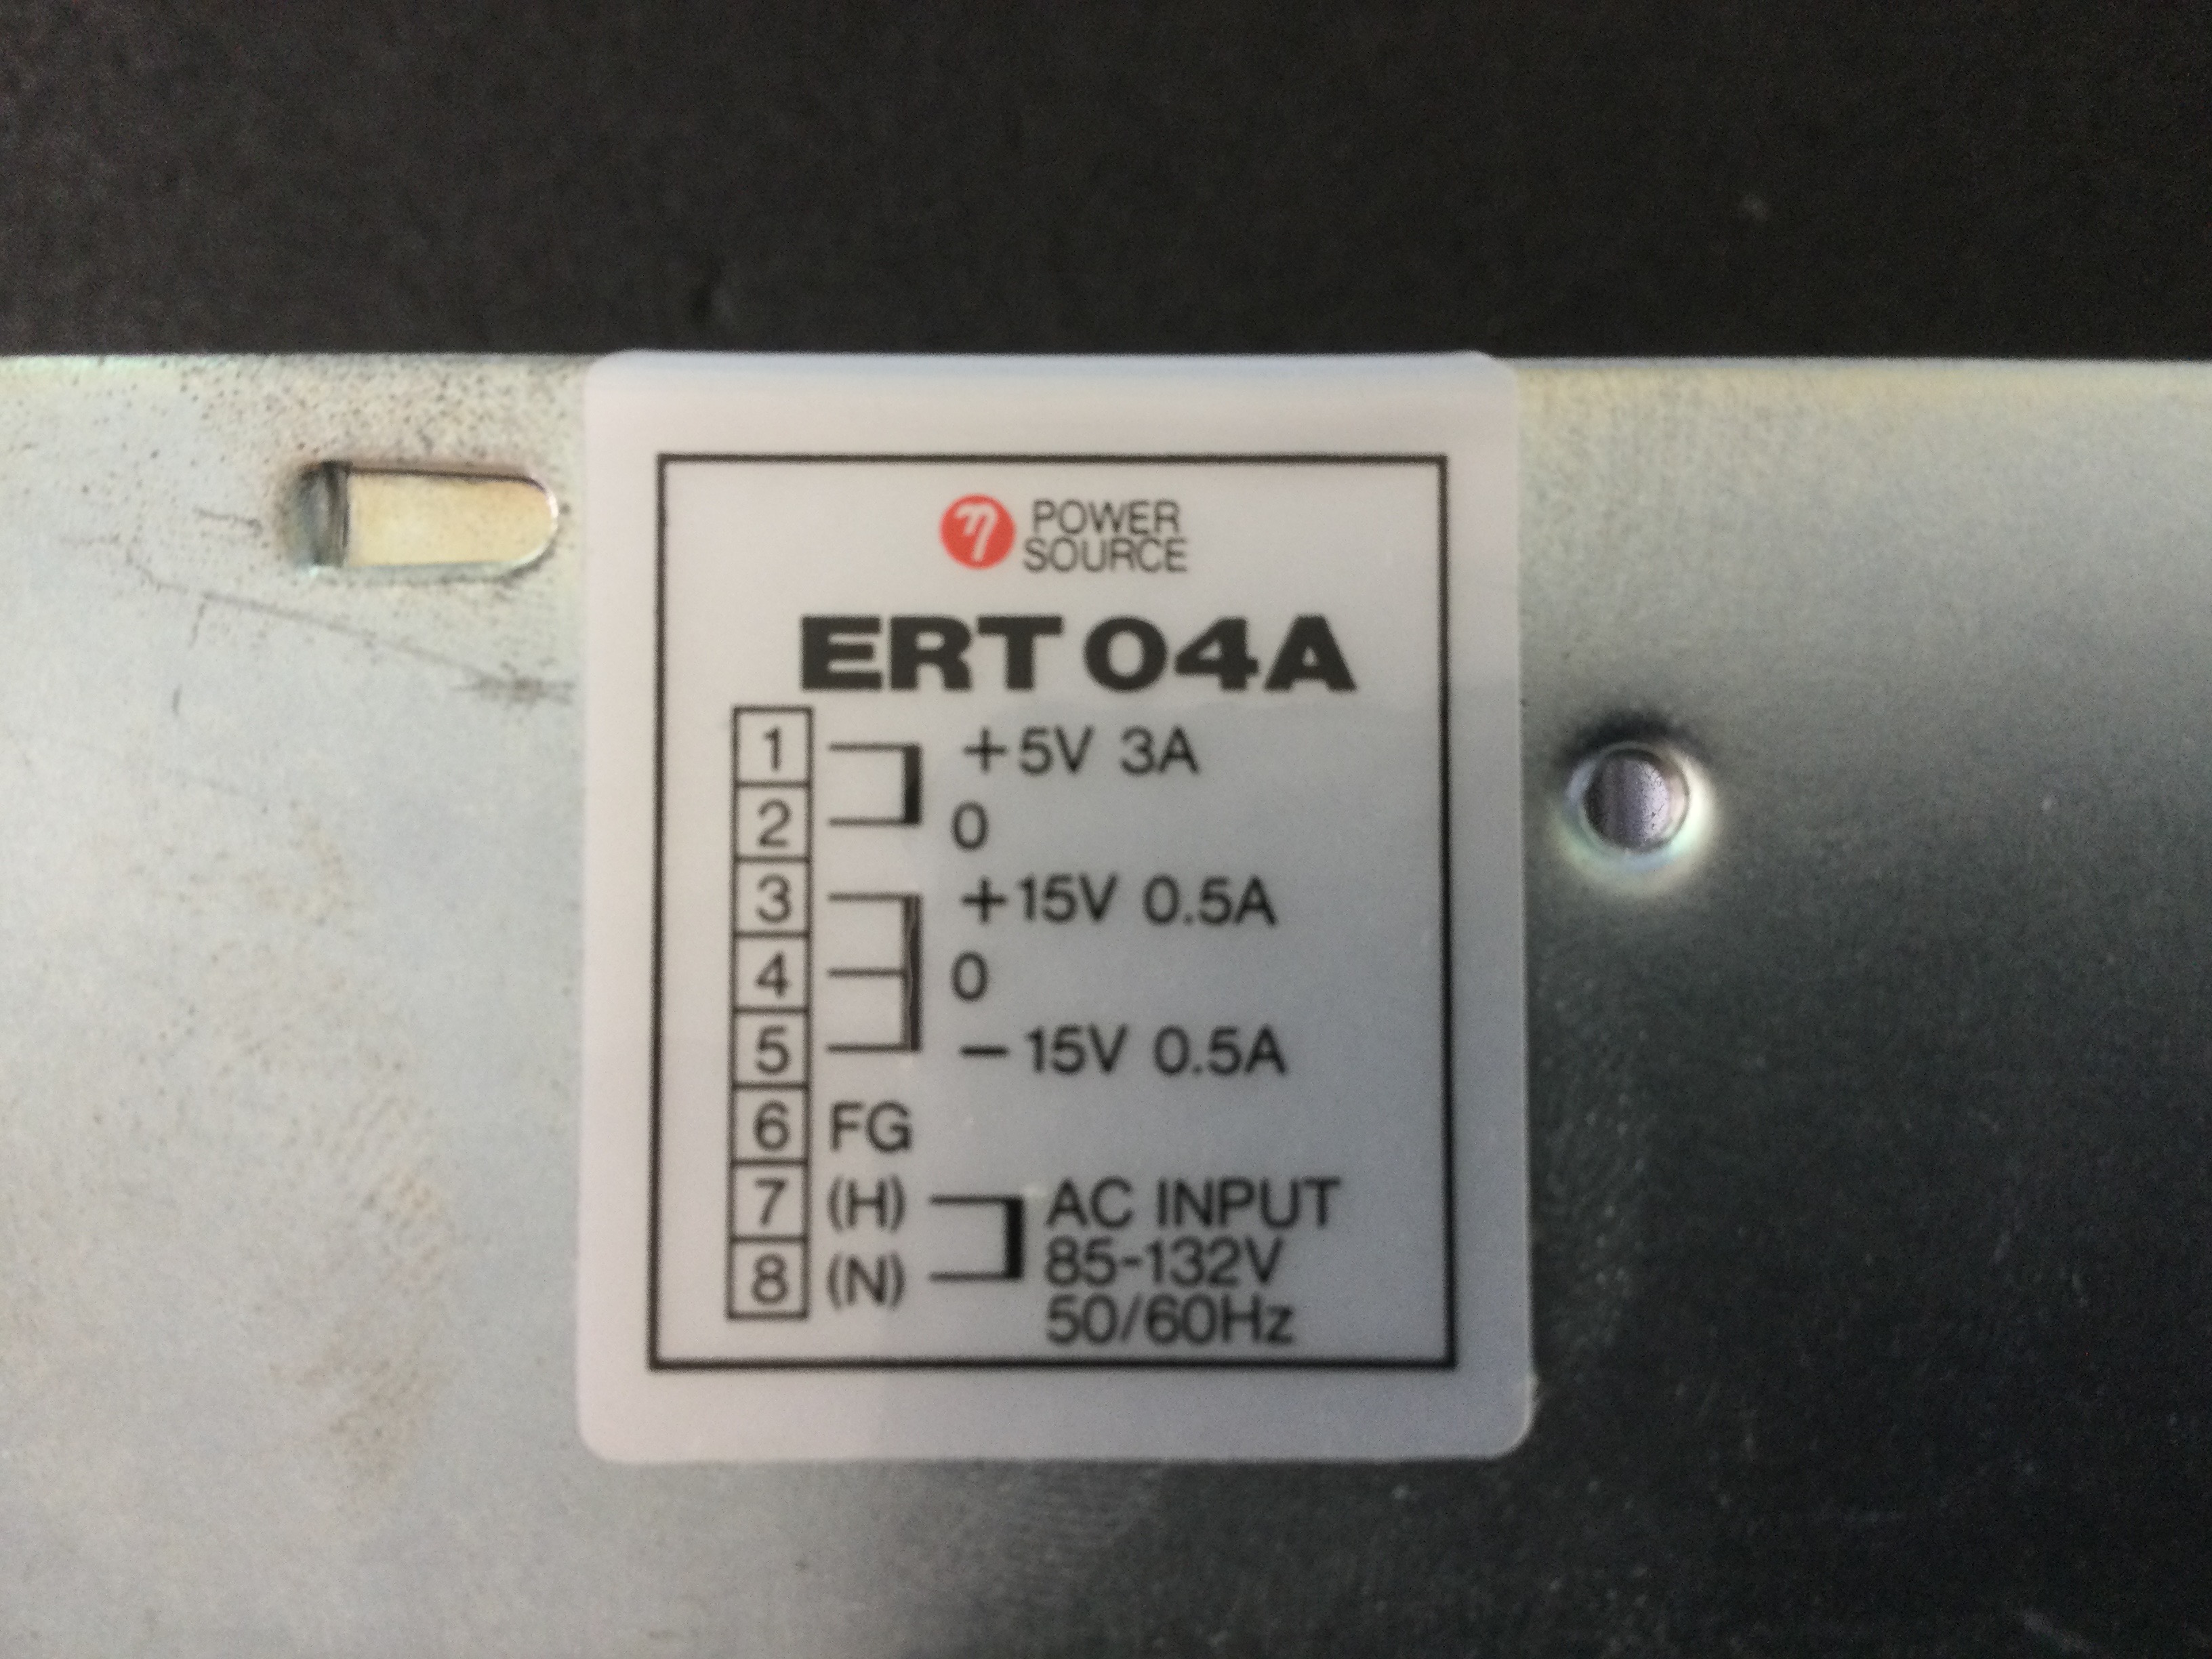 η POWER
SOURCE
ERT 04A
1 +5V 3A
2 0
3 +15V 0.5A
4 0
5 −15V 0.5A
6 FG
7 (H) AC INPUT
85-132V
8 (N)
50/60Hz